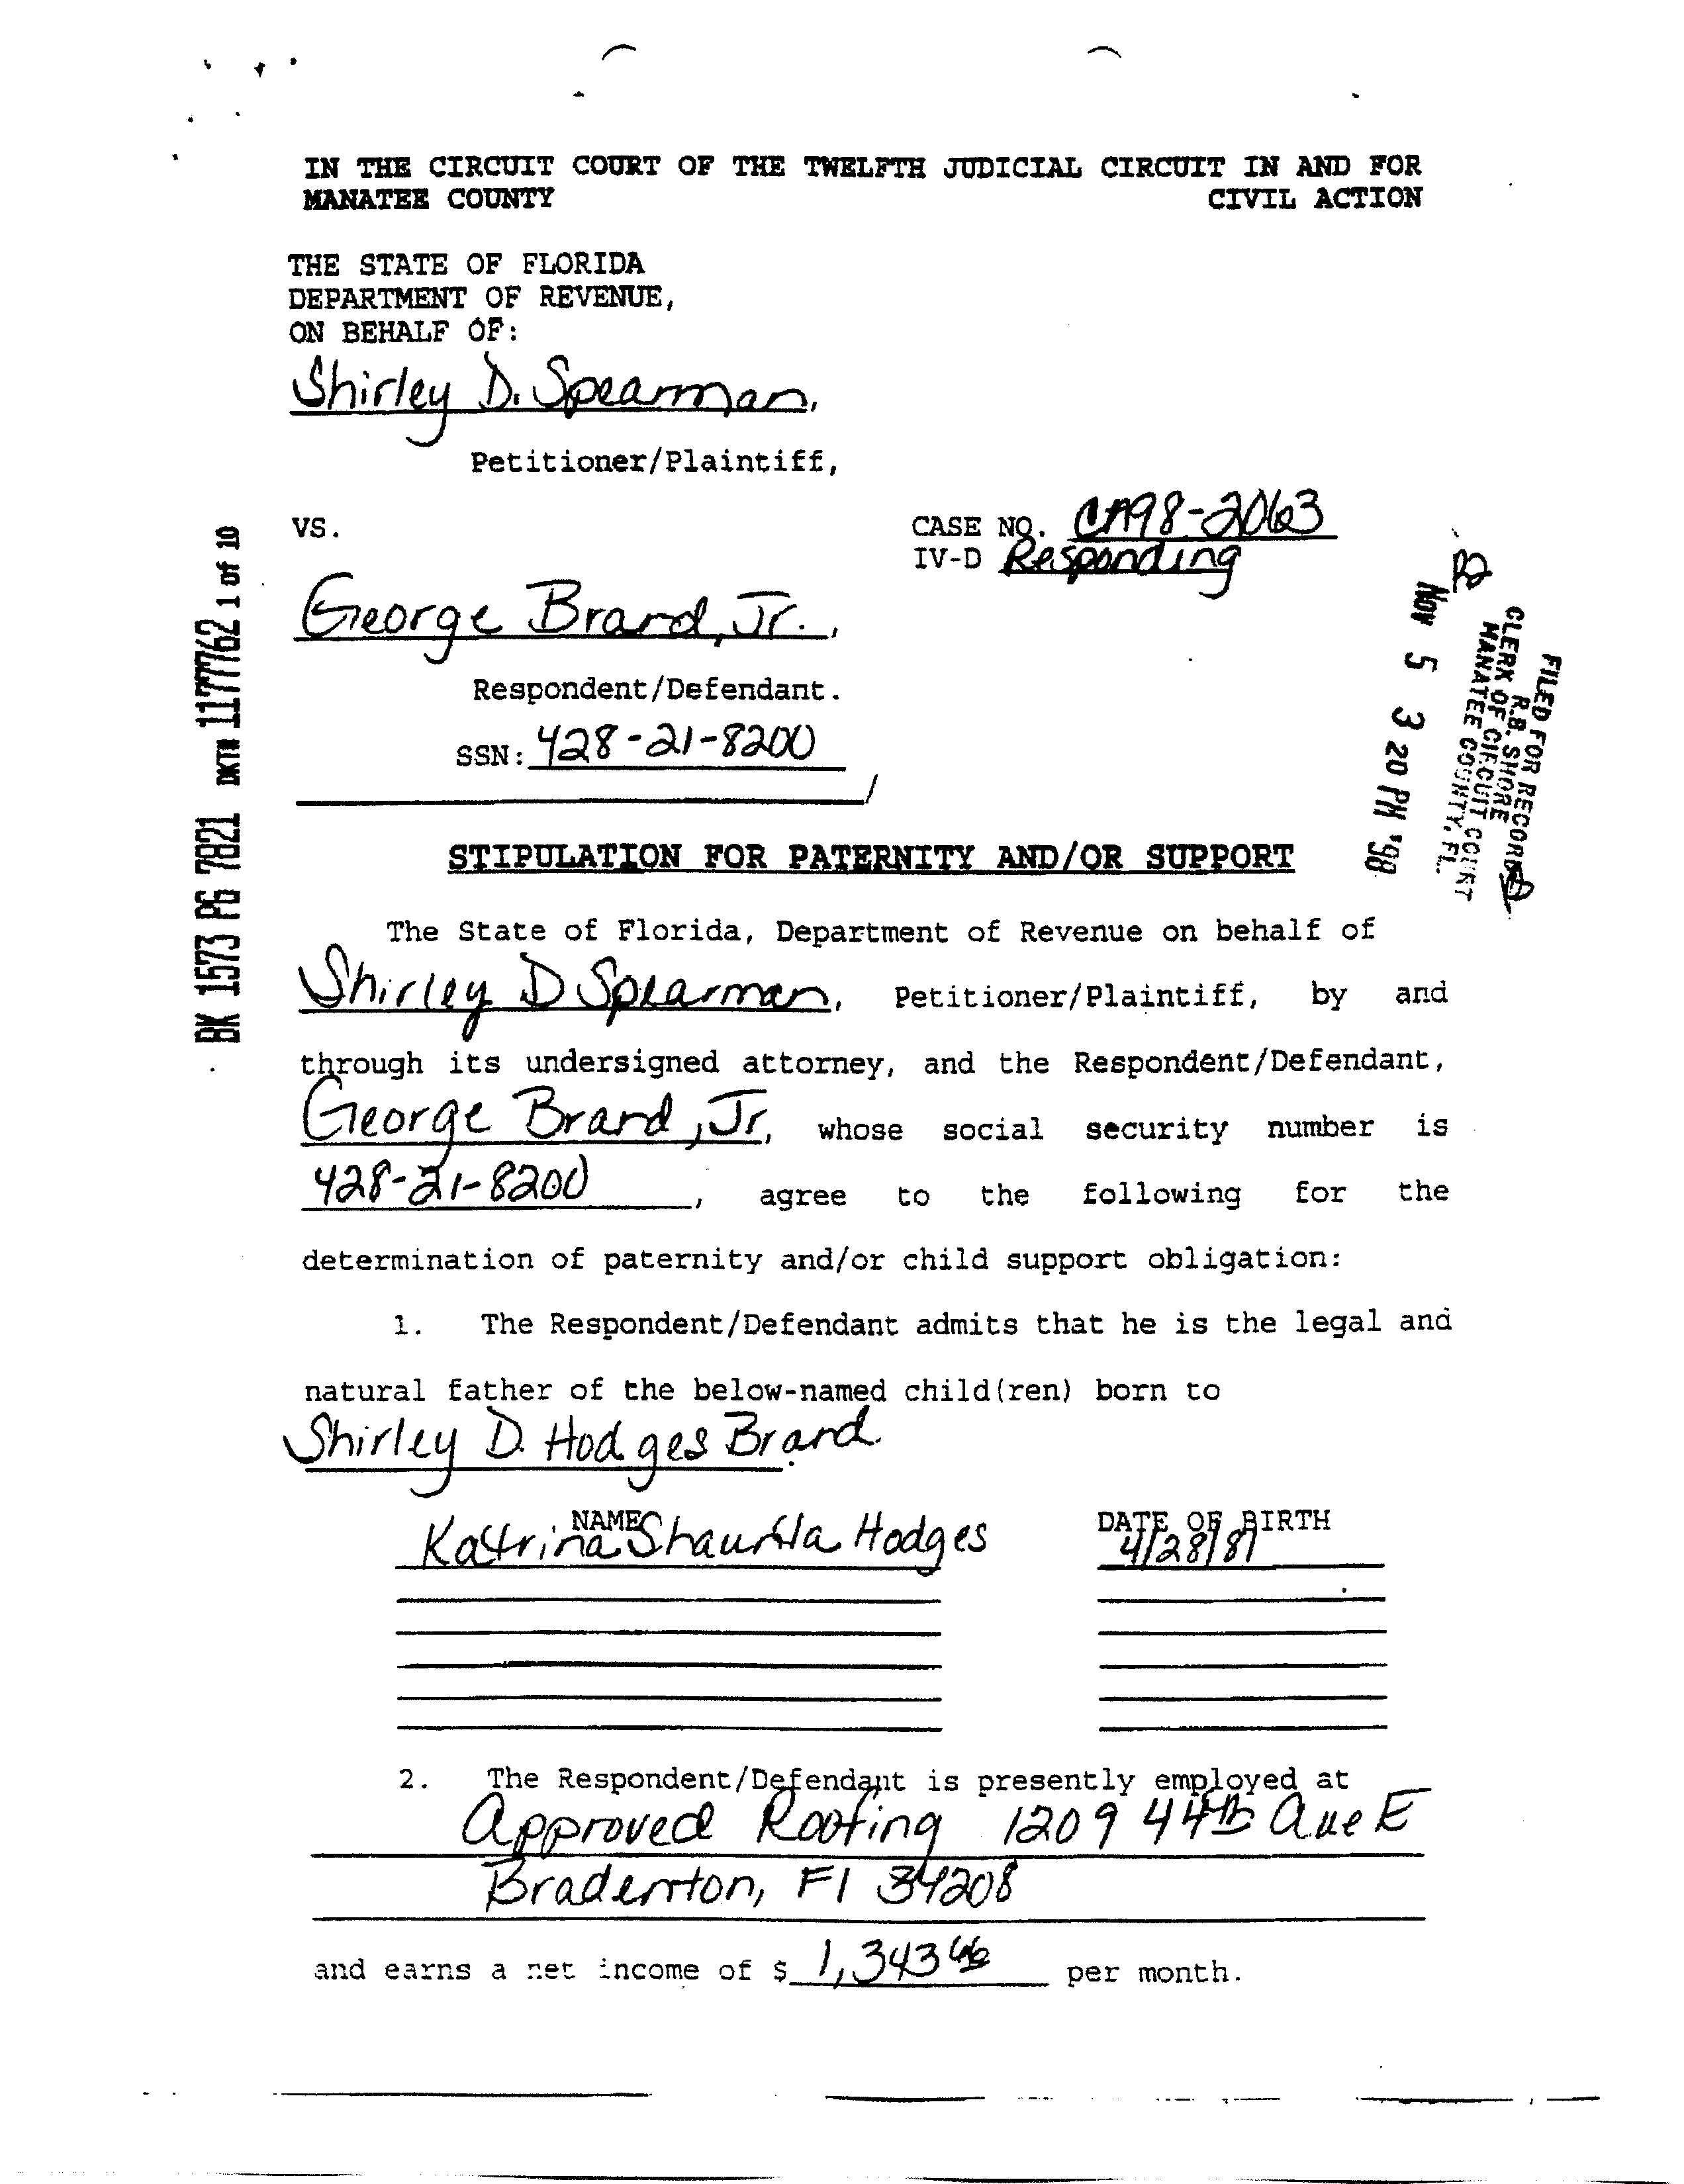 IN THE CIRCUIT COURT OF THE TWELFTH JUDICIAL CIRCUIT IN AND FOR
MANATEE COUNTY CIVIL ACTION
THE STATE OF FLORIDA
DEPARTMENT OF REVENUE,
ON BEHALF OF:
Shirley D. Spearman,
Petitioner/Plaintiff,
VS.
CASE NO. CA98-2063
IV-D Responding
George Brand, Jr.,
Respondent/Defendant.
SSN: 428-21-8200
BK 1573 PG 7821 DKT# 1177762 1 of 10
FILED FOR RECORD
R.B. SHORE
CLERK OF CIRCUIT COURT
MANATEE COUNTY, FL.
NOV 5 3 20 PM '98
STIPULATION FOR PATERNITY AND/OR SUPPORT
The State of Florida, Department of Revenue on behalf of
Shirley D Spearman, Petitioner/Plaintiff, by and
through its undersigned attorney, and the Respondent/Defendant,
George Brand, Jr, whose social security number is
428-21-8200, agree to the following for the
determination of paternity and/or child support obligation:
1. The Respondent/Defendant admits that he is the legal and
natural father of the below-named child(ren) born to
Shirley D. Hodges Brand.
NAME DATE OF BIRTH
Katrina Hodges 4/28/81
2. The Respondent/Defendant is presently employed at
Approved Roofing 1209 44th Ave E
Bradenton, Fl 34208
and earns a net income of $ 1,343 per month.